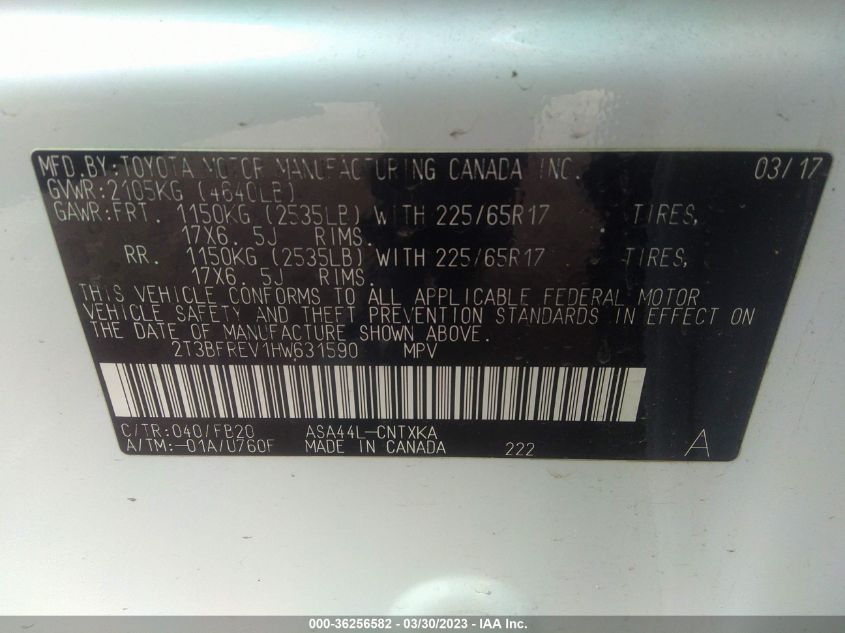 MFD.BY:TOYOTA MOTOR MANUFACTURING CANADA INC. 03/17
GVWR:2105KG (4640LB)
GAWR:FRT. 1150KG (2535LB) WITH 225/65R17 TIRES,
17X6. 5J RIMS.
RR. 1150KG (2535LB) WITH 225/65R17 TIRES,
17X6. 5J RIMS.
THIS VEHICLE CONFORMS TO ALL APPLICABLE FEDERAL MOTOR
VEHICLE SAFETY AND THEFT PREVENTION STANDARDS IN EFFECT ON
THE DATE OF MANUFACTURE SHOWN ABOVE.
2T3BFREV1HW631590 MPV
C/TR:040/FB20 ASA44L-CNTXKA
A/TM:-01A/U760F MADE IN CANADA 222 A
000-36256582 - 03/30/2023 - IAA Inc.